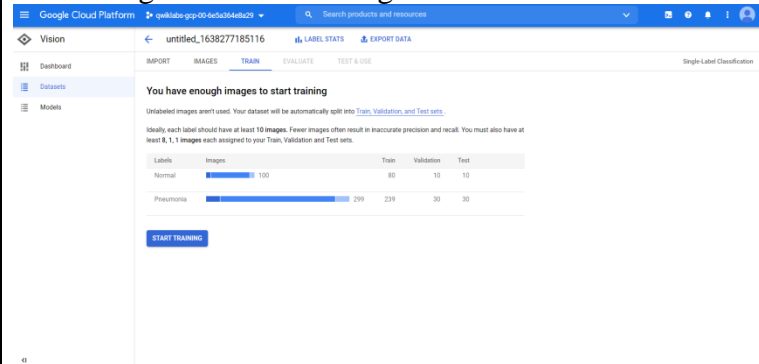 Google Cloud Platform qwiklabs-gcp-00-6e5a364e8a29 Search products and resources
Vision untitled_1638277185116 LABEL STATS EXPORT DATA
Dashboard IMPORT IMAGES TRAIN EVALUATE TEST & USE Single-Label Classification
Datasets
Models
You have enough images to start training
Unlabeled images aren't used. Your dataset will be automatically split into Train, Validation, and Test sets .
Ideally, each label should have at least 10 images. Fewer images often result in inaccurate precision and recall. You must also have at
least 8, 1, 1 images each assigned to your Train, Validation and Test sets.
Labels Images Train Validation Test
Normal 100 80 10 10
Pneumonia 299 239 30 30
START TRAINING